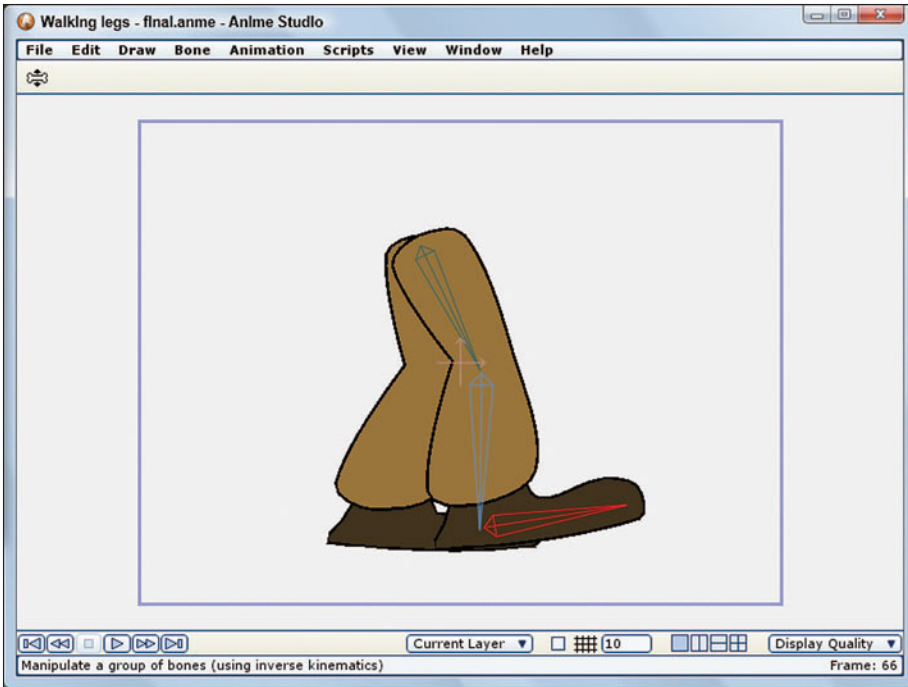 Walking legs - final.anme - Anime Studio
File Edit Draw Bone Animation Scripts View Window Help
Current Layer 10 Display Quality
Manipulate a group of bones (using inverse kinematics) Frame: 66